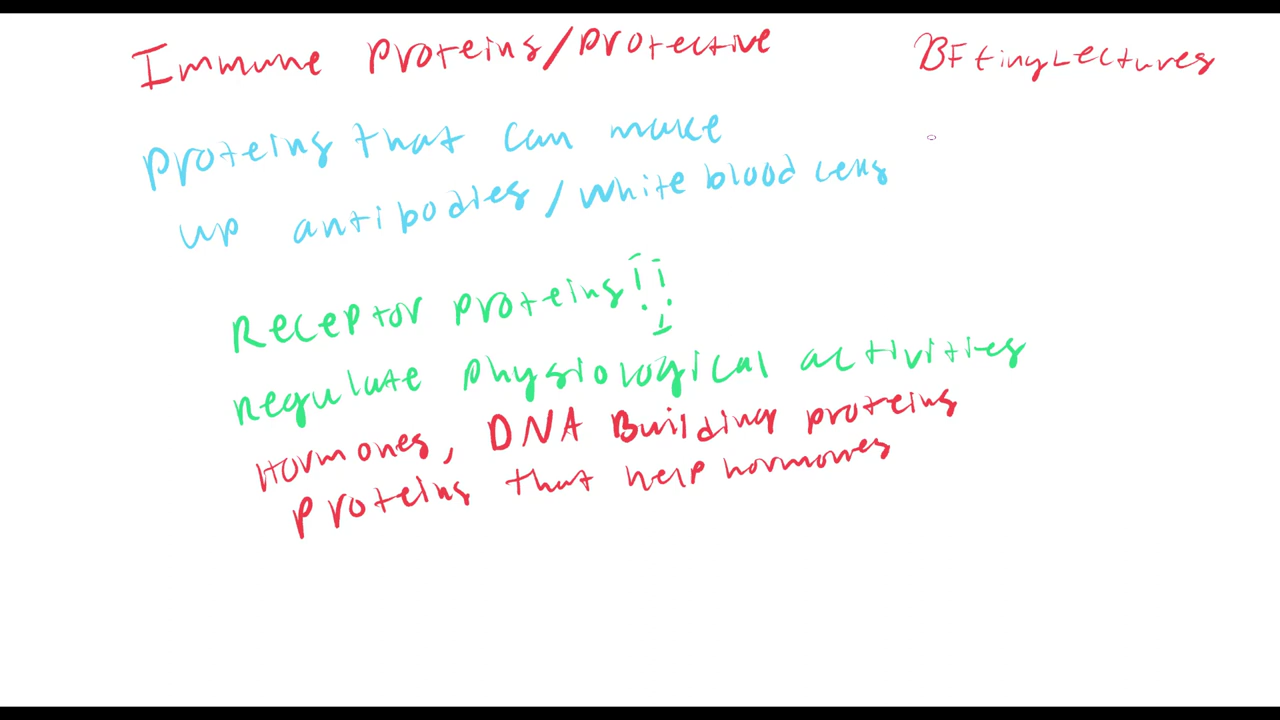 Immune proteins/protective
BFtinyLectures
proteins that can make
up antibodies/white blood cells
Receptor proteins!!
regulate physiological activities
Hormones, DNA Building proteins
proteins that help hormones